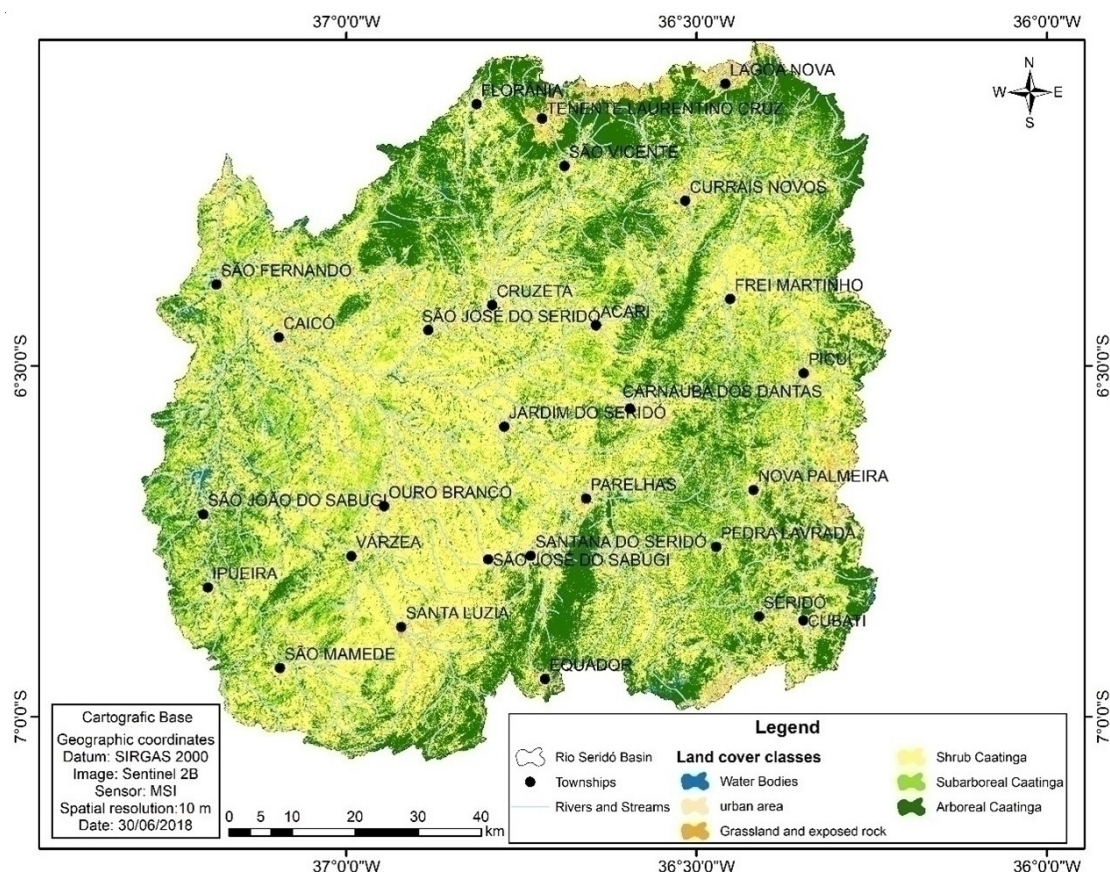 37°0'0"W 36°30'0"W 36°0'0"W
N
W E
S
LAGOA NOVA
FLORÂNIA
TENENTE LAURENTINO CRUZ
SÃO VICENTE
CURRAIS NOVOS
SÃO FERNANDO
FREI MARTINHO
CRUZETA
SÃO JOSÉ DO SERIDÓ
ACARI
CAICÓ
6°30'0"S 6°30'0"S
PICUÍ
CARNAÚBA DOS DANTAS
JARDIM DO SERIDÓ
NOVA PALMEIRA
PARELHAS
OURO BRANCO
SÃO JOÃO DO SABUGI
PEDRA LAVRADA
VÁRZEA
SANTANA DO SERIDÓ
SÃO JOSÉ DO SABUGI
IPUEIRA
SERIDÓ
SANTA LUZIA
CUBATI
SÃO MAMEDE
EQUADOR
7°0'0"S 7°0'0"S
Cartografic Base
Geographic coordinates
Datum: SIRGAS 2000
Image: Sentinel 2B
Sensor: MSI
Spatial resolution:10 m
Date: 30/06/2018
0 5 10 20 30 40
km
Legend
Rio Seridó Basin
Townships
Rivers and Streams
Land cover classes
Water Bodies
urban area
Grassland and exposed rock
Shrub Caatinga
Subarboreal Caatinga
Arboreal Caatinga
37°0'0"W 36°30'0"W 36°0'0"W